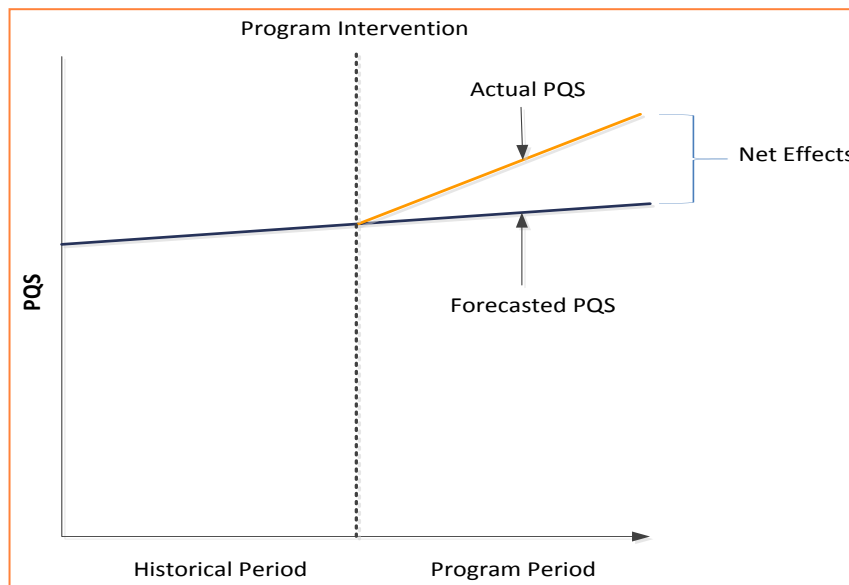 Program Intervention
Actual PQS
Net Effects
PQS
Forecasted PQS
Historical Period
Program Period